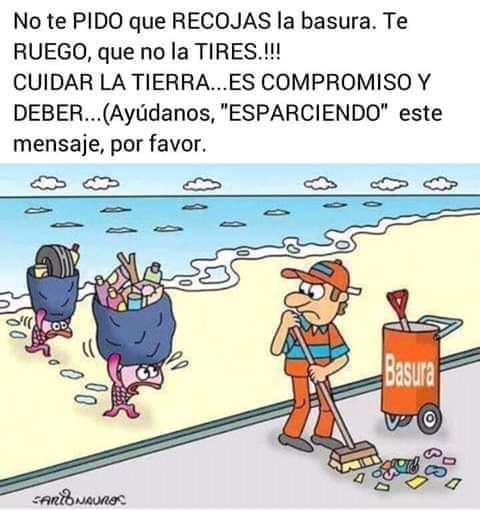 No te PIDO que RECOJAS la basura. Te
RUEGO, que no la TIRES.!!!
CUIDAR LA TIERRA...ES COMPROMISO Y
DEBER...(Ayúdanos, "ESPARCIENDO" este
mensaje, por favor.
Basura